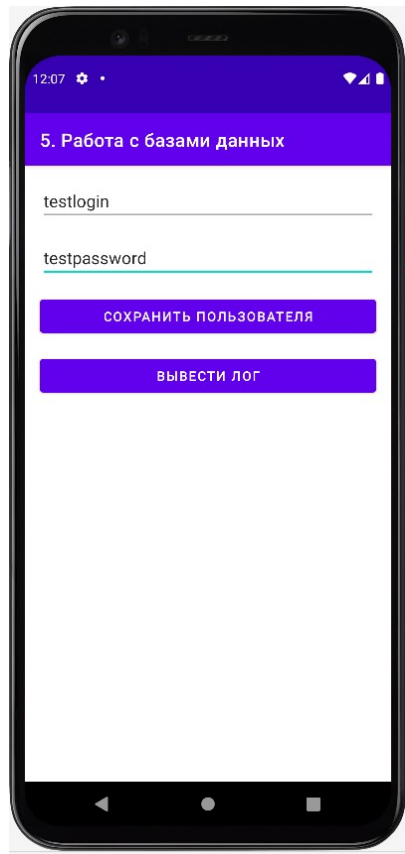 12:07
5. Работа с базами данных
testlogin
testpassword
СОХРАНИТЬ ПОЛЬЗОВАТЕЛЯ
ВЫВЕСТИ ЛОГ